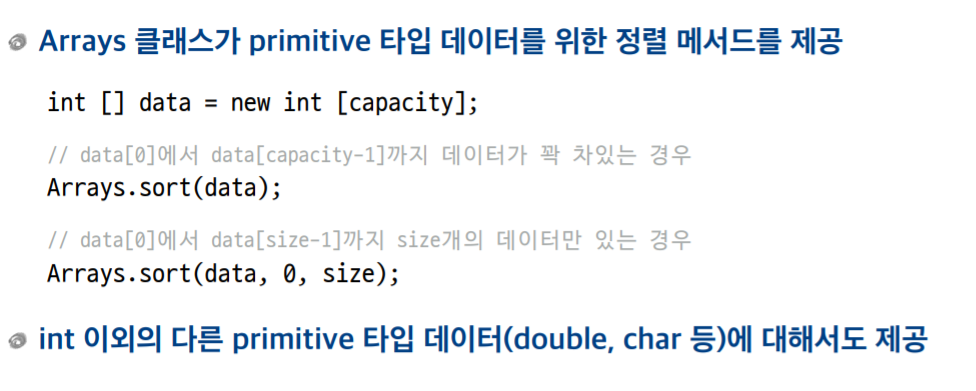 Arrays 클래스가 primitive 타입 데이터를 위한 정렬 메서드를 제공
int [] data = new int [capacity];
// data[0]에서 data[capacity-1]까지 데이터가 꽉 차있는 경우
Arrays.sort(data);
// data[0]에서 data[size-1]까지 size개의 데이터만 있는 경우
Arrays.sort(data, 0, size);
int 이외의 다른 primitive 타입 데이터(double, char 등)에 대해서도 제공